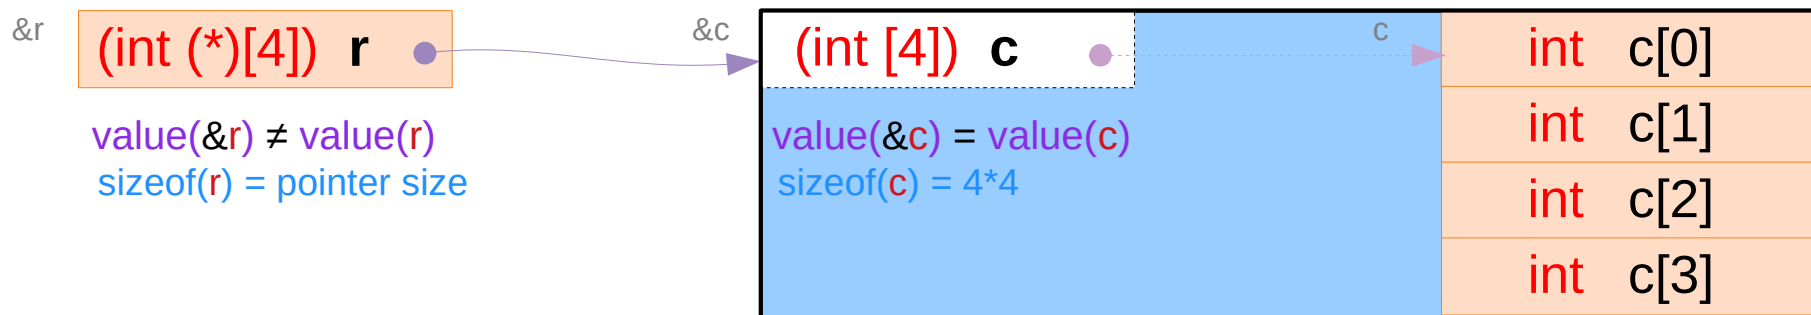 &r (int (*)[4]) r &c (int [4]) c c int c[0]
value(&r) ≠ value(r) value(&c) = value(c) int c[1]
sizeof(r) = pointer size sizeof(c) = 4*4 int c[2]
int c[3]